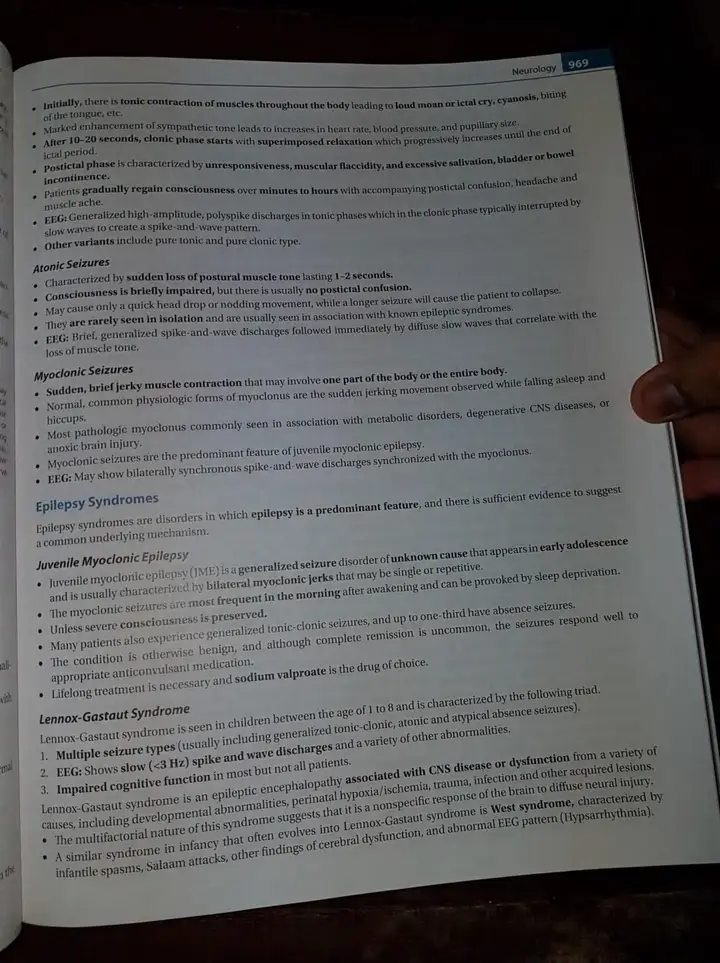 Neurology 969
• Initially, there is tonic contraction of muscles throughout the body leading to loud moan or ictal cry, cyanosis, biting
of the tongue, etc.
• Marked enhancement of sympathetic tone leads to increases in heart rate, blood pressure, and pupillary size.
• After 10–20 seconds, clonic phase starts with superimposed relaxation which progressively increases until the end of
ictal period.
• Postictal phase is characterized by unresponsiveness, muscular flaccidity, and excessive salivation, bladder or bowel
incontinence.
• Patients gradually regain consciousness over minutes to hours with accompanying postictal confusion, headache and
muscle ache.
• EEG: Generalized high-amplitude, polyspike discharges in tonic phases which in the clonic phase typically interrupted by
slow waves to create a spike-and-wave pattern.
• Other variants include pure tonic and pure clonic type.
Atonic Seizures
• Characterized by sudden loss of postural muscle tone lasting 1–2 seconds.
• Consciousness is briefly impaired, but there is usually no postictal confusion.
• May cause only a quick head drop or nodding movement, while a longer seizure will cause the patient to collapse.
• They are rarely seen in isolation and are usually seen in association with known epileptic syndromes.
• EEG: Brief, generalized spike-and-wave discharges followed immediately by diffuse slow waves that correlate with the
loss of muscle tone.
Myoclonic Seizures
• Sudden, brief jerky muscle contraction that may involve one part of the body or the entire body.
• Normal, common physiologic forms of myoclonus are the sudden jerking movement observed while falling asleep and
hiccups.
• Most pathologic myoclonus commonly seen in association with metabolic disorders, degenerative CNS diseases, or
anoxic brain injury.
• Myoclonic seizures are the predominant feature of juvenile myoclonic epilepsy.
• EEG: May show bilaterally synchronous spike-and-wave discharges synchronized with the myoclonus.
Epilepsy Syndromes
Epilepsy syndromes are disorders in which epilepsy is a predominant feature, and there is sufficient evidence to suggest
a common underlying mechanism.
Juvenile Myoclonic Epilepsy
• Juvenile myoclonic epilepsy (JME) is a generalized seizure disorder of unknown cause that appears in early adolescence
and is usually characterized by bilateral myoclonic jerks that may be single or repetitive.
• The myoclonic seizures are most frequent in the morning after awakening and can be provoked by sleep deprivation.
• Unless severe consciousness is preserved.
• Many patients also experience generalized tonic-clonic seizures, and up to one-third have absence seizures.
• The condition is otherwise benign, and although complete remission is uncommon, the seizures respond well to
appropriate anticonvulsant medication.
• Lifelong treatment is necessary and sodium valproate is the drug of choice.
Lennox-Gastaut Syndrome
Lennox-Gastaut syndrome is seen in children between the age of 1 to 8 and is characterized by the following triad.
1. Multiple seizure types (usually including generalized tonic-clonic, atonic and atypical absence seizures).
2. EEG: Shows slow (<3 Hz) spike and wave discharges and a variety of other abnormalities.
3. Impaired cognitive function in most but not all patients.
Lennox-Gastaut syndrome is an epileptic encephalopathy associated with CNS disease or dysfunction from a variety of
causes, including developmental abnormalities, perinatal hypoxia/ischemia, trauma, infection and other acquired lesions.
• The multifactorial nature of this syndrome suggests that it is a nonspecific response of the brain to diffuse neural injury.
• A similar syndrome in infancy that often evolves into Lennox-Gastaut syndrome is West syndrome, characterized by
infantile spasms, Salaam attacks, other findings of cerebral dysfunction, and abnormal EEG pattern (Hypsarrhythmia).